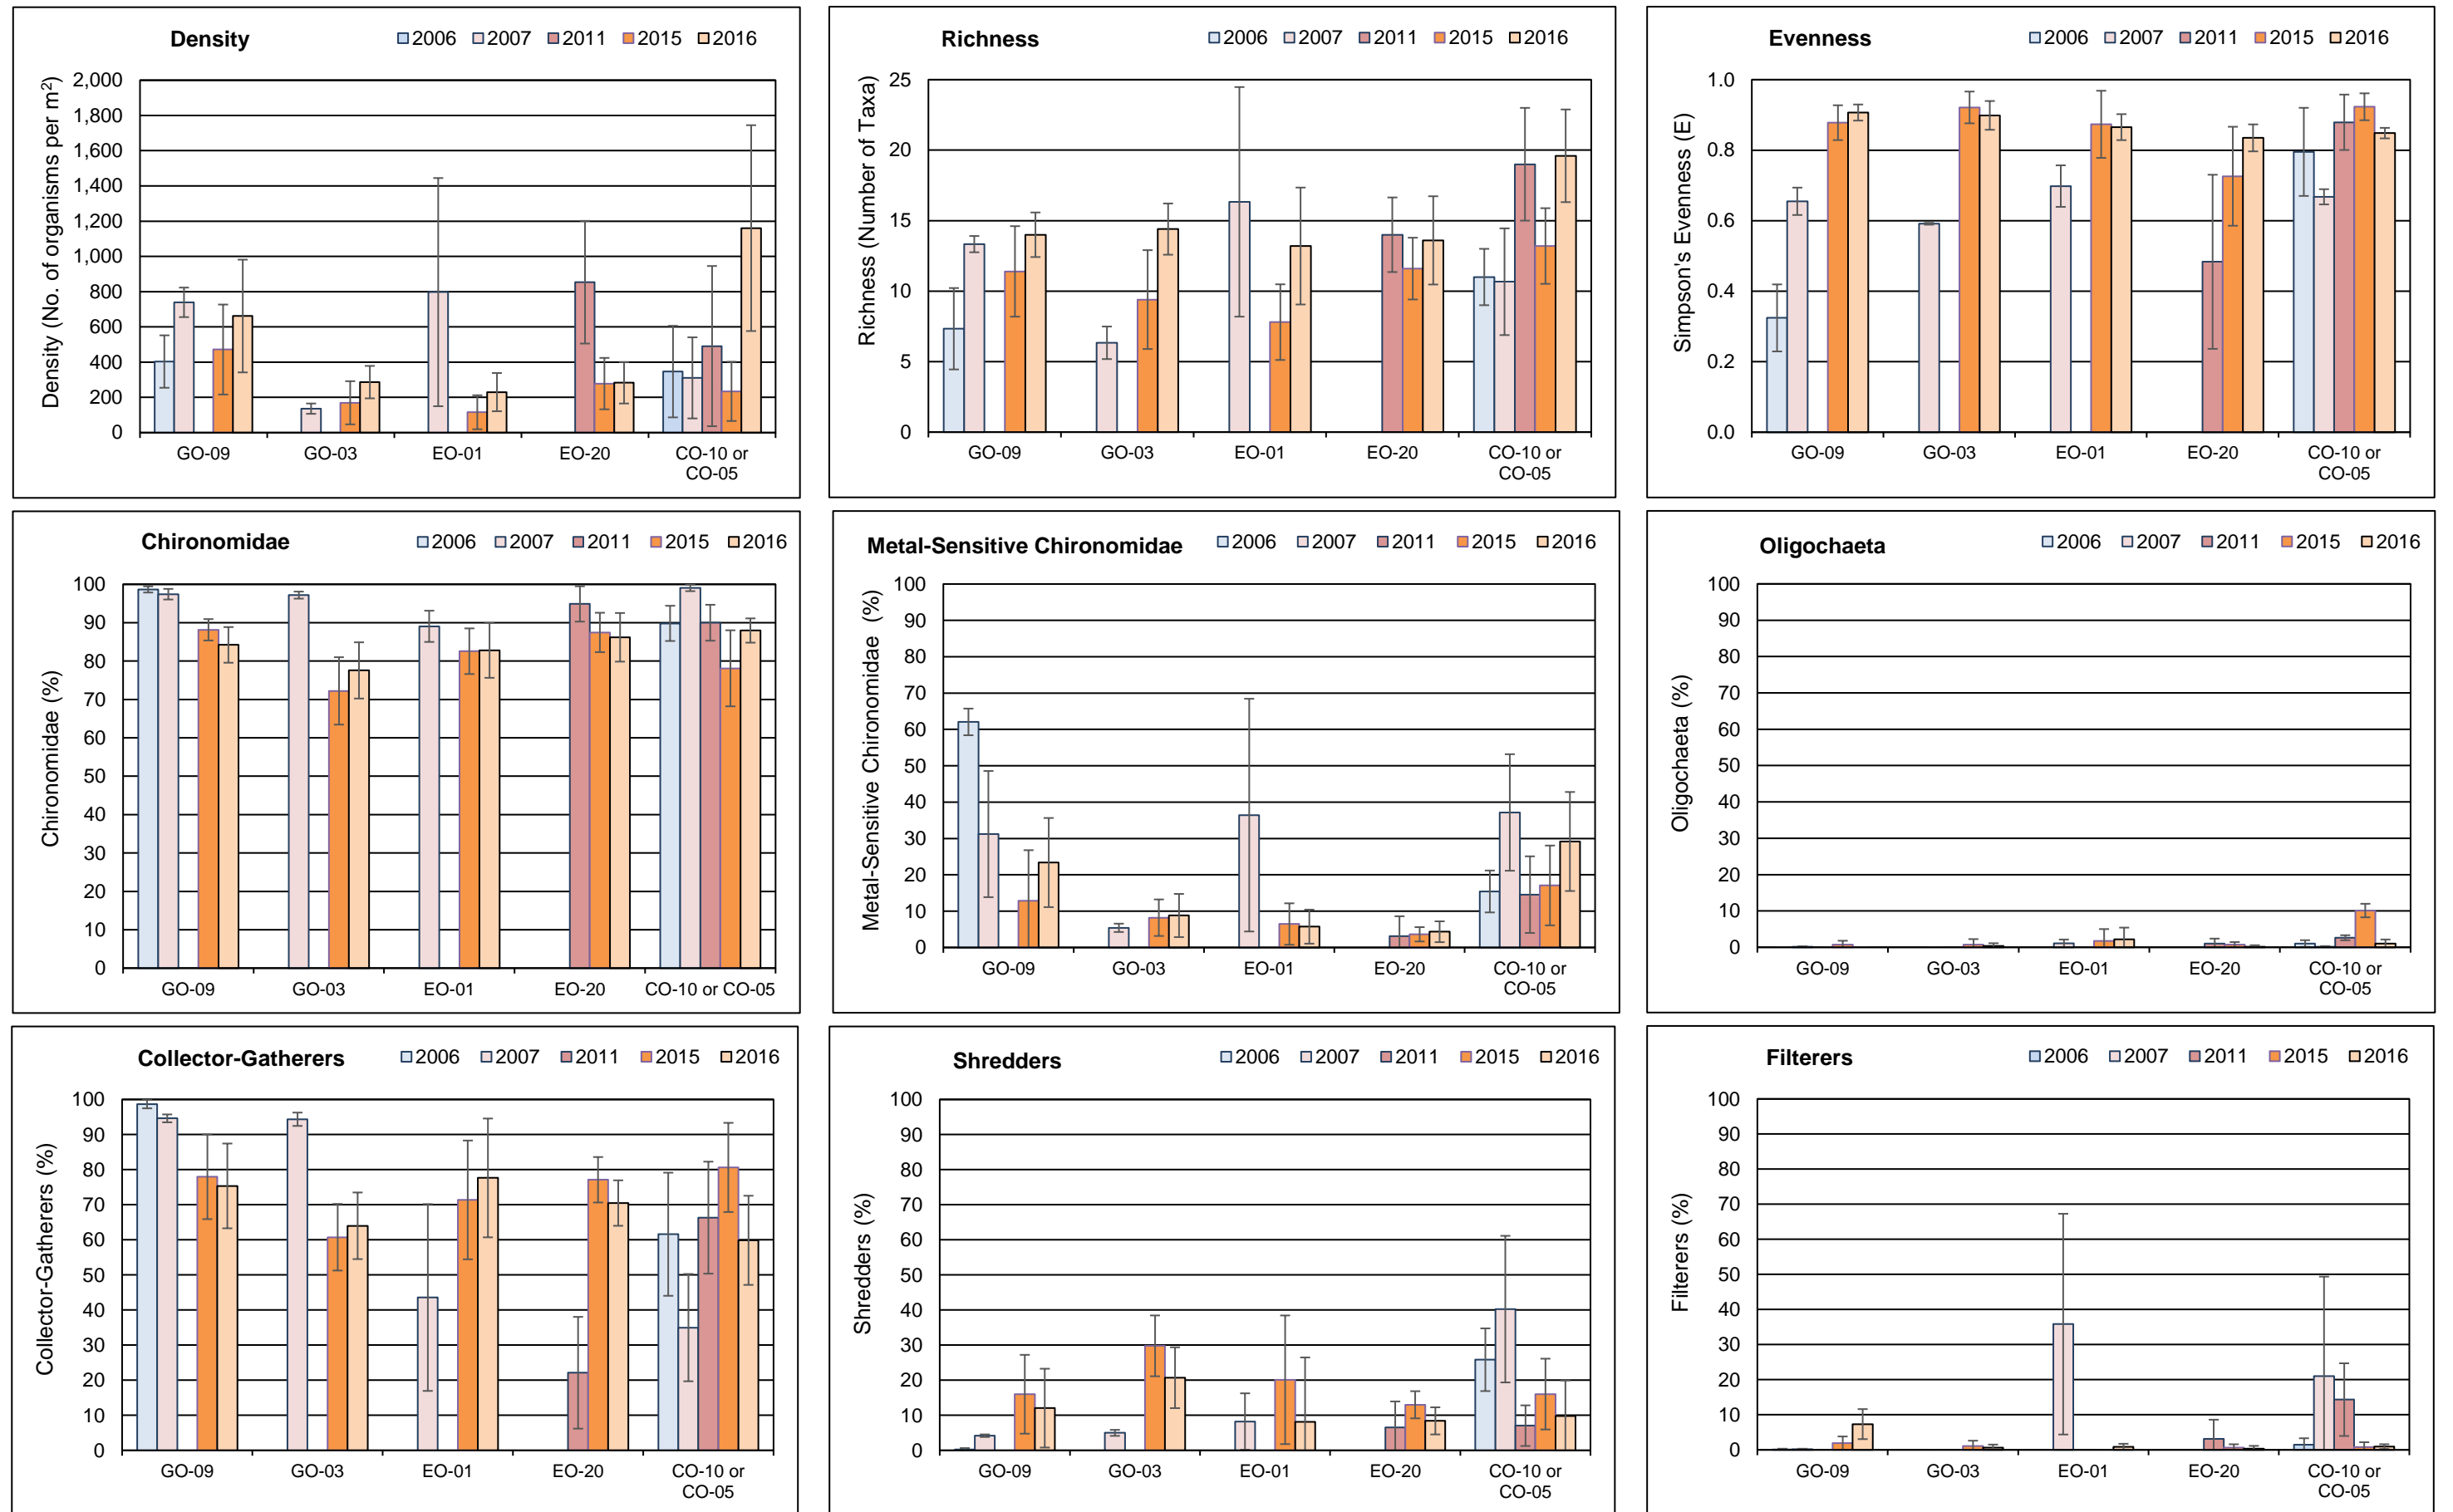 Density 2006 2007 2011 2015 2016
Density (No. of organisms per m²)
2,000
1,800
1,600
1,400
1,200
1,000
800
600
400
200
0
GO-09 GO-03 EO-01 EO-20 CO-10 or
CO-05
Richness 2006 2007 2011 2015 2016
Richness (Number of Taxa)
25
20
15
10
5
0
GO-09 GO-03 EO-01 EO-20 CO-10 or
CO-05
Evenness 2006 2007 2011 2015 2016
Simpson's Evenness (E)
1.0
0.8
0.6
0.4
0.2
0.0
GO-09 GO-03 EO-01 EO-20 CO-10 or
CO-05
Chironomidae 2006 2007 2011 2015 2016
Chironomidae (%)
100
90
80
70
60
50
40
30
20
10
0
GO-09 GO-03 EO-01 EO-20 CO-10 or CO-05
Metal-Sensitive Chironomidae 2006 2007 2011 2015 2016
Metal-Sensitive Chironomidae (%)
100
90
80
70
60
50
40
30
20
10
0
GO-09 GO-03 EO-01 EO-20 CO-10 or
CO-05
Oligochaeta 2006 2007 2011 2015 2016
Oligochaeta (%)
100
90
80
70
60
50
40
30
20
10
0
GO-09 GO-03 EO-01 EO-20 CO-10 or
CO-05
Collector-Gatherers 2006 2007 2011 2015 2016
Collector-Gatherers (%)
100
90
80
70
60
50
40
30
20
10
0
GO-09 GO-03 EO-01 EO-20 CO-10 or
CO-05
Shredders 2006 2007 2011 2015 2016
Shredders (%)
100
90
80
70
60
50
40
30
20
10
0
GO-09 GO-03 EO-01 EO-20 CO-10 or
CO-05
Filterers 2006 2007 2011 2015 2016
Filterers (%)
100
90
80
70
60
50
40
30
20
10
0
GO-09 GO-03 EO-01 EO-20 CO-10 or
CO-05